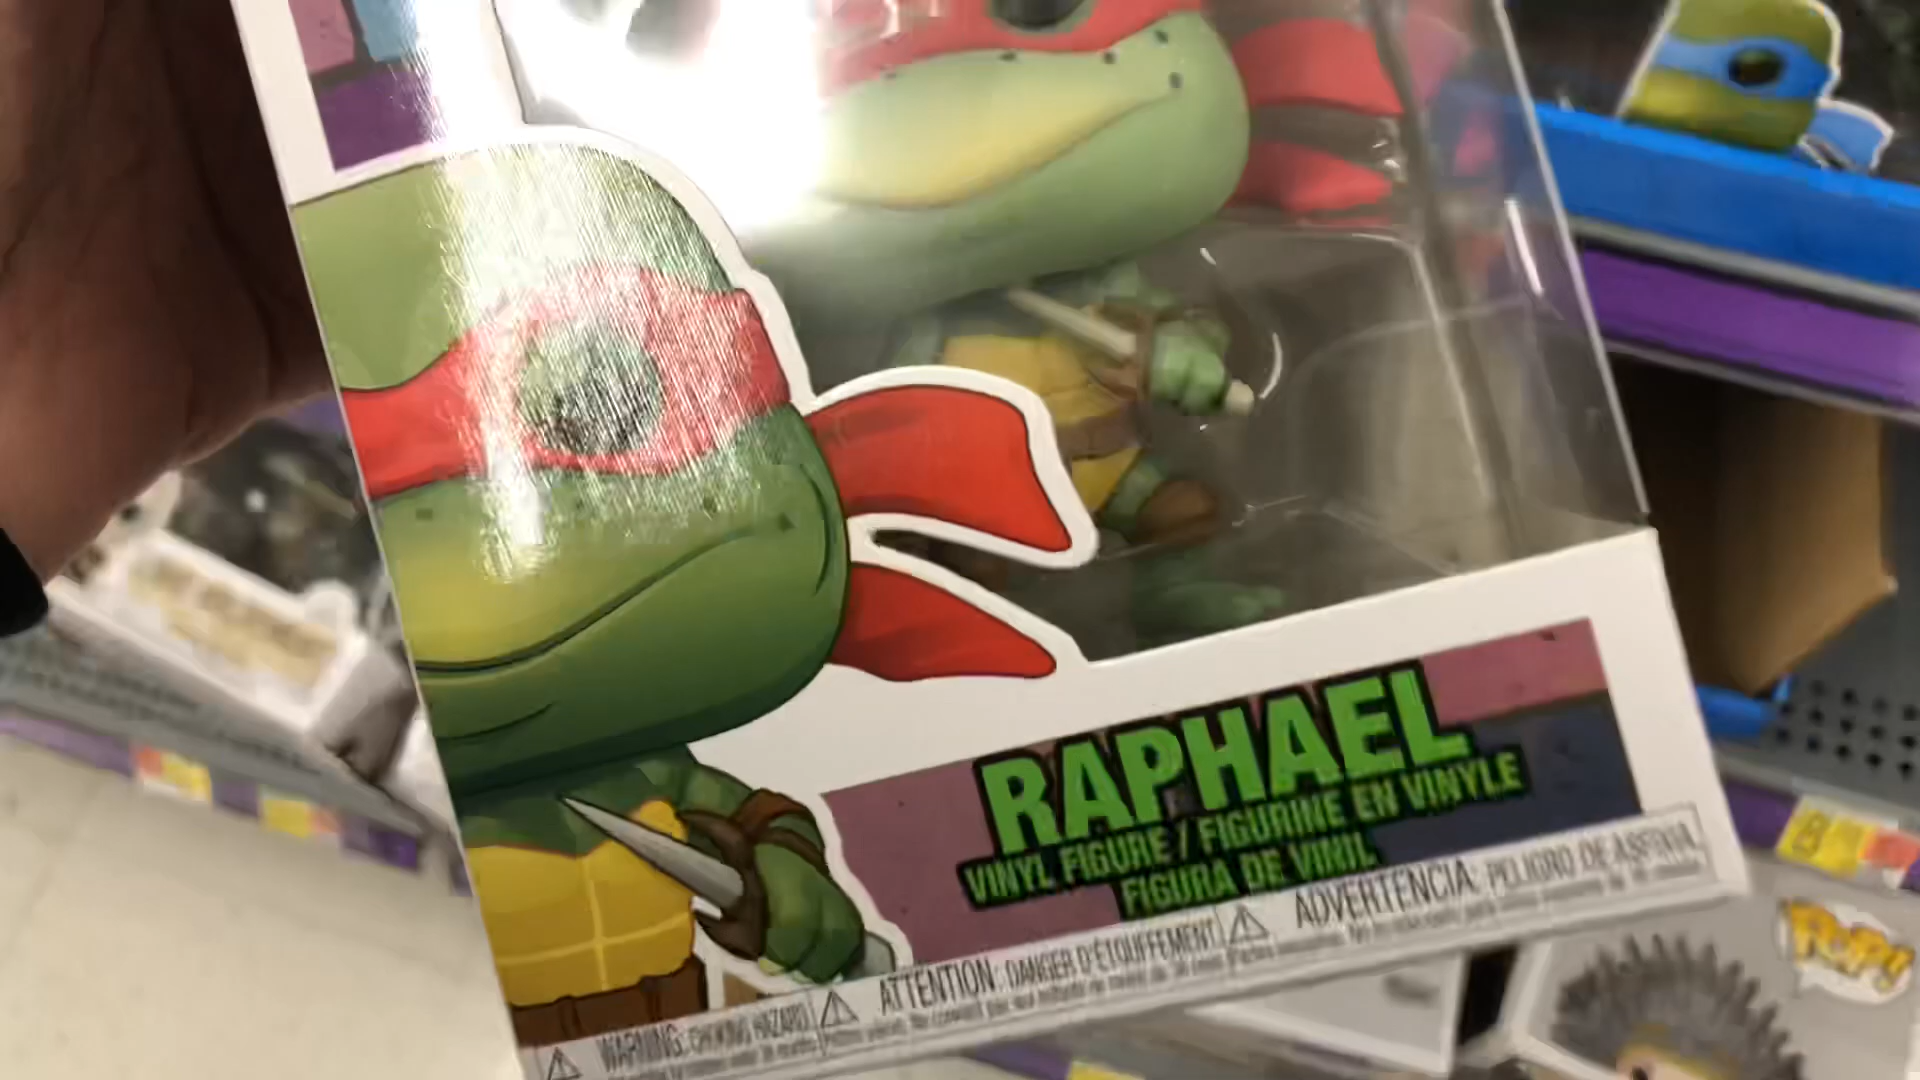 RAPHAEL
VINYL FIGURE / FIGURINE EN VINYLE
FIGURA DE VINIL
WARNING: CHOKING HAZARD
ATTENTION: DANGER D'ÉTOUFFEMENT
ADVERTENCIA: PELIGRO DE ASFIXIA
POP!